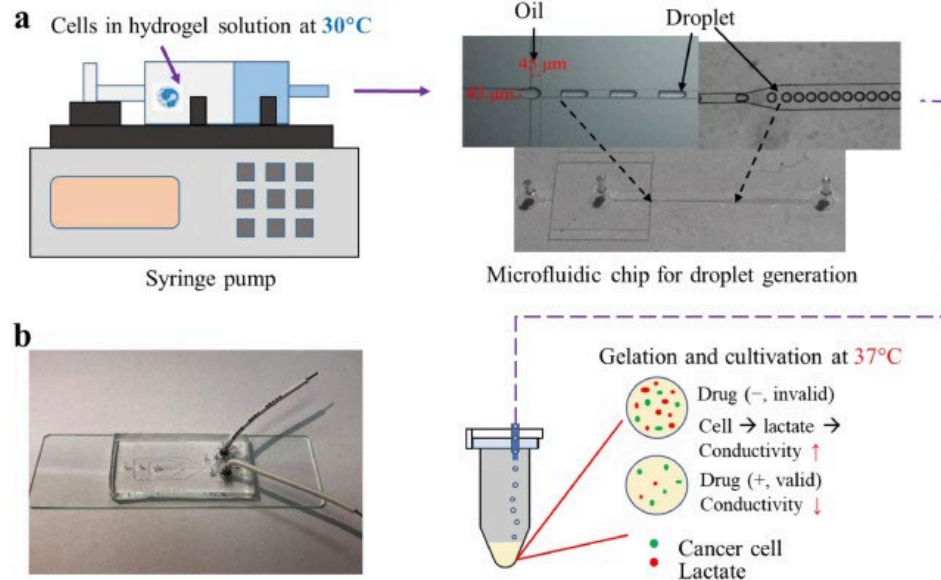 a
Cells in hydrogel solution at 30°C
Syringe pump
Oil
Droplet
45 μm
45 μm
Microfluidic chip for droplet generation
b
Gelation and cultivation at 37°C
Drug (−, invalid)
Cell → lactate →
Conductivity ↑
Drug (+, valid)
Conductivity ↓
Cancer cell
Lactate